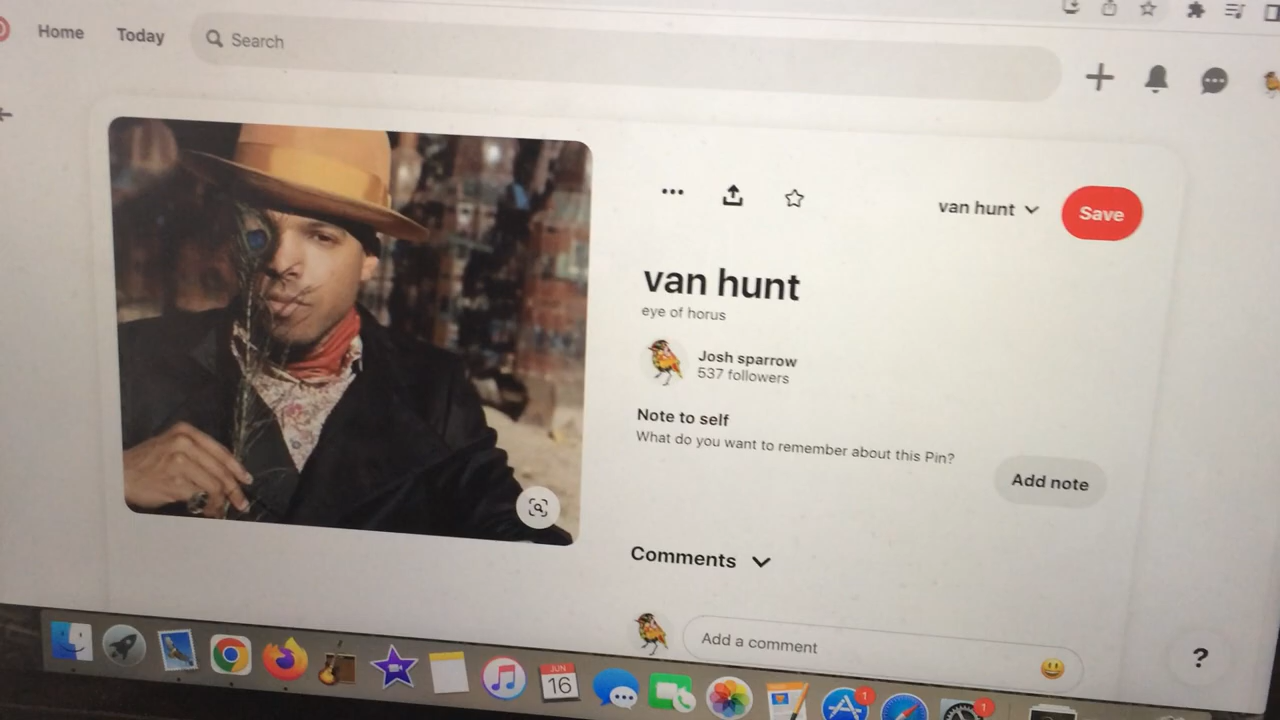 Home Today Search
van hunt Save
van hunt
eye of horus
Josh sparrow
537 followers
Note to self
What do you want to remember about this Pin?
Add note
Comments
Add a comment
?
JUN
16
1
1